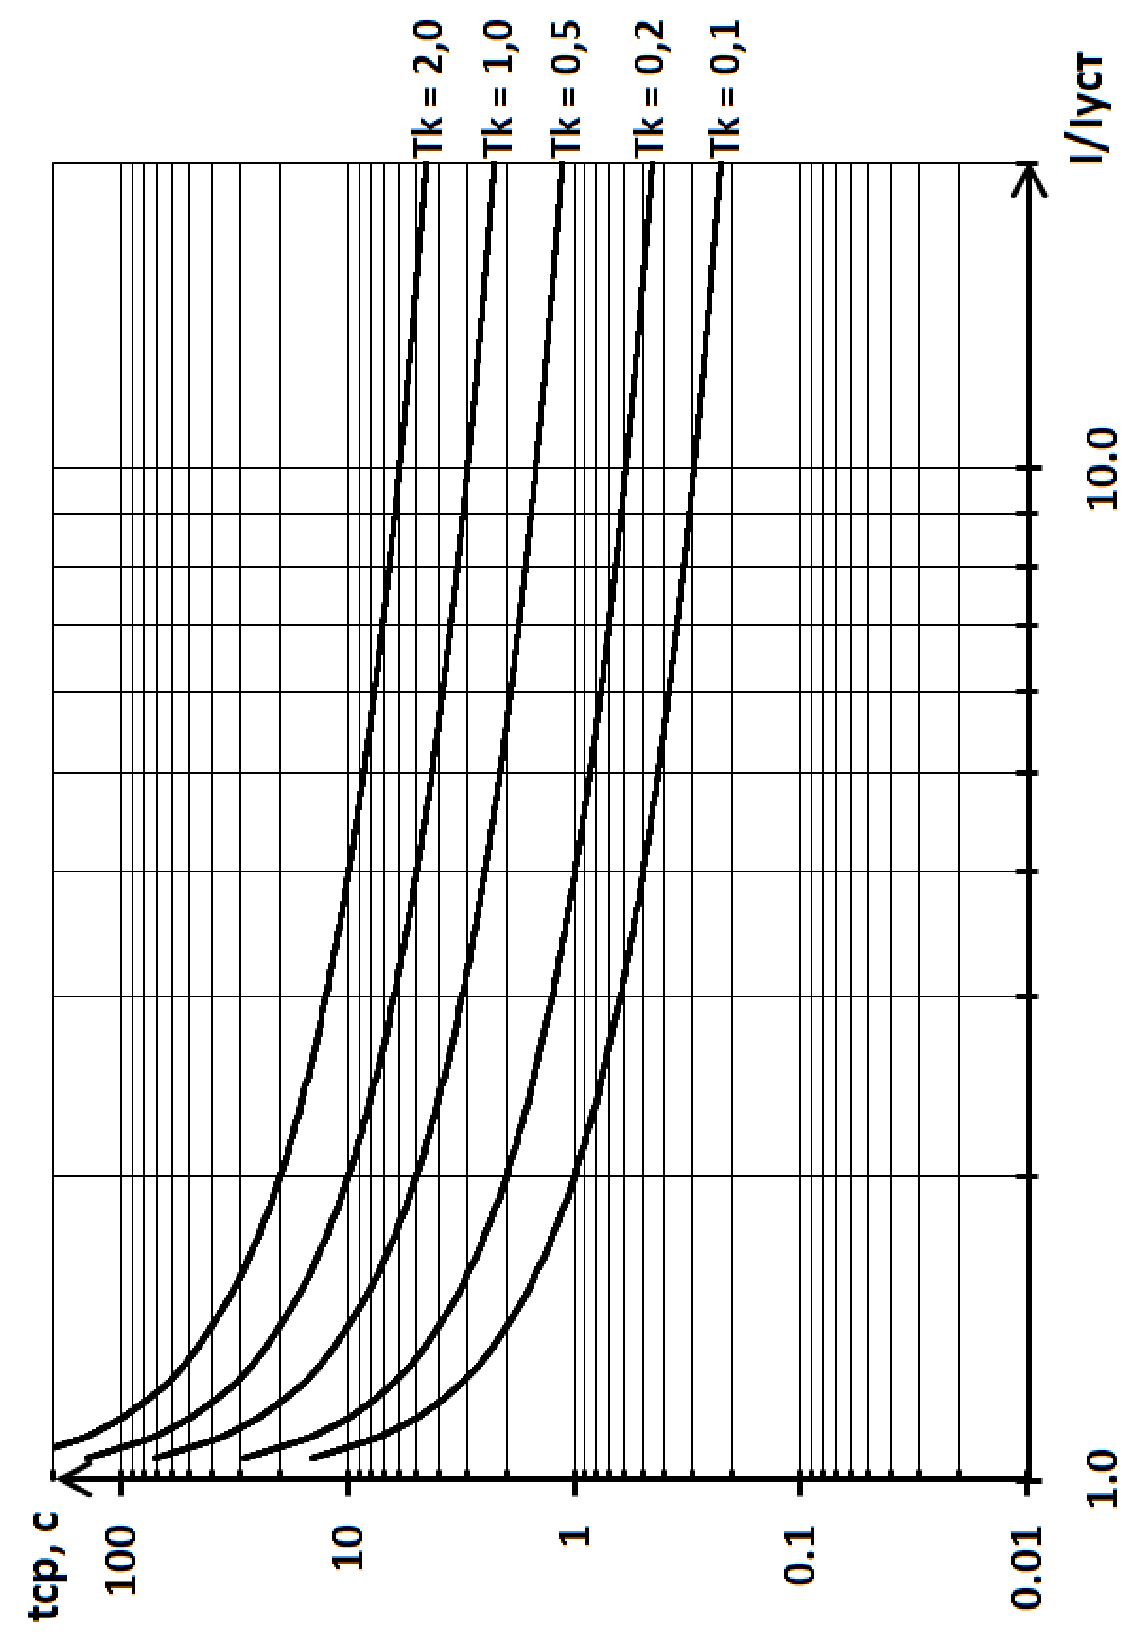 tср, с
100
10
1
0.1
0.01
1.0
10.0
I/Iуст
Tk = 2,0
Tk = 1,0
Tk = 0,5
Tk = 0,2
Tk = 0,1